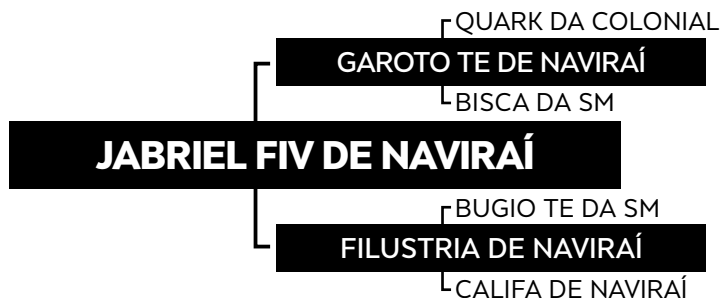 QUARK DA COLONIAL
GAROTO TE DE NAVIRAÍ
BISCA DA SM
JABRIEL FIV DE NAVIRAÍ
BUGIO TE DA SM
FILUSTRIA DE NAVIRAÍ
CALIFA DE NAVIRAÍ